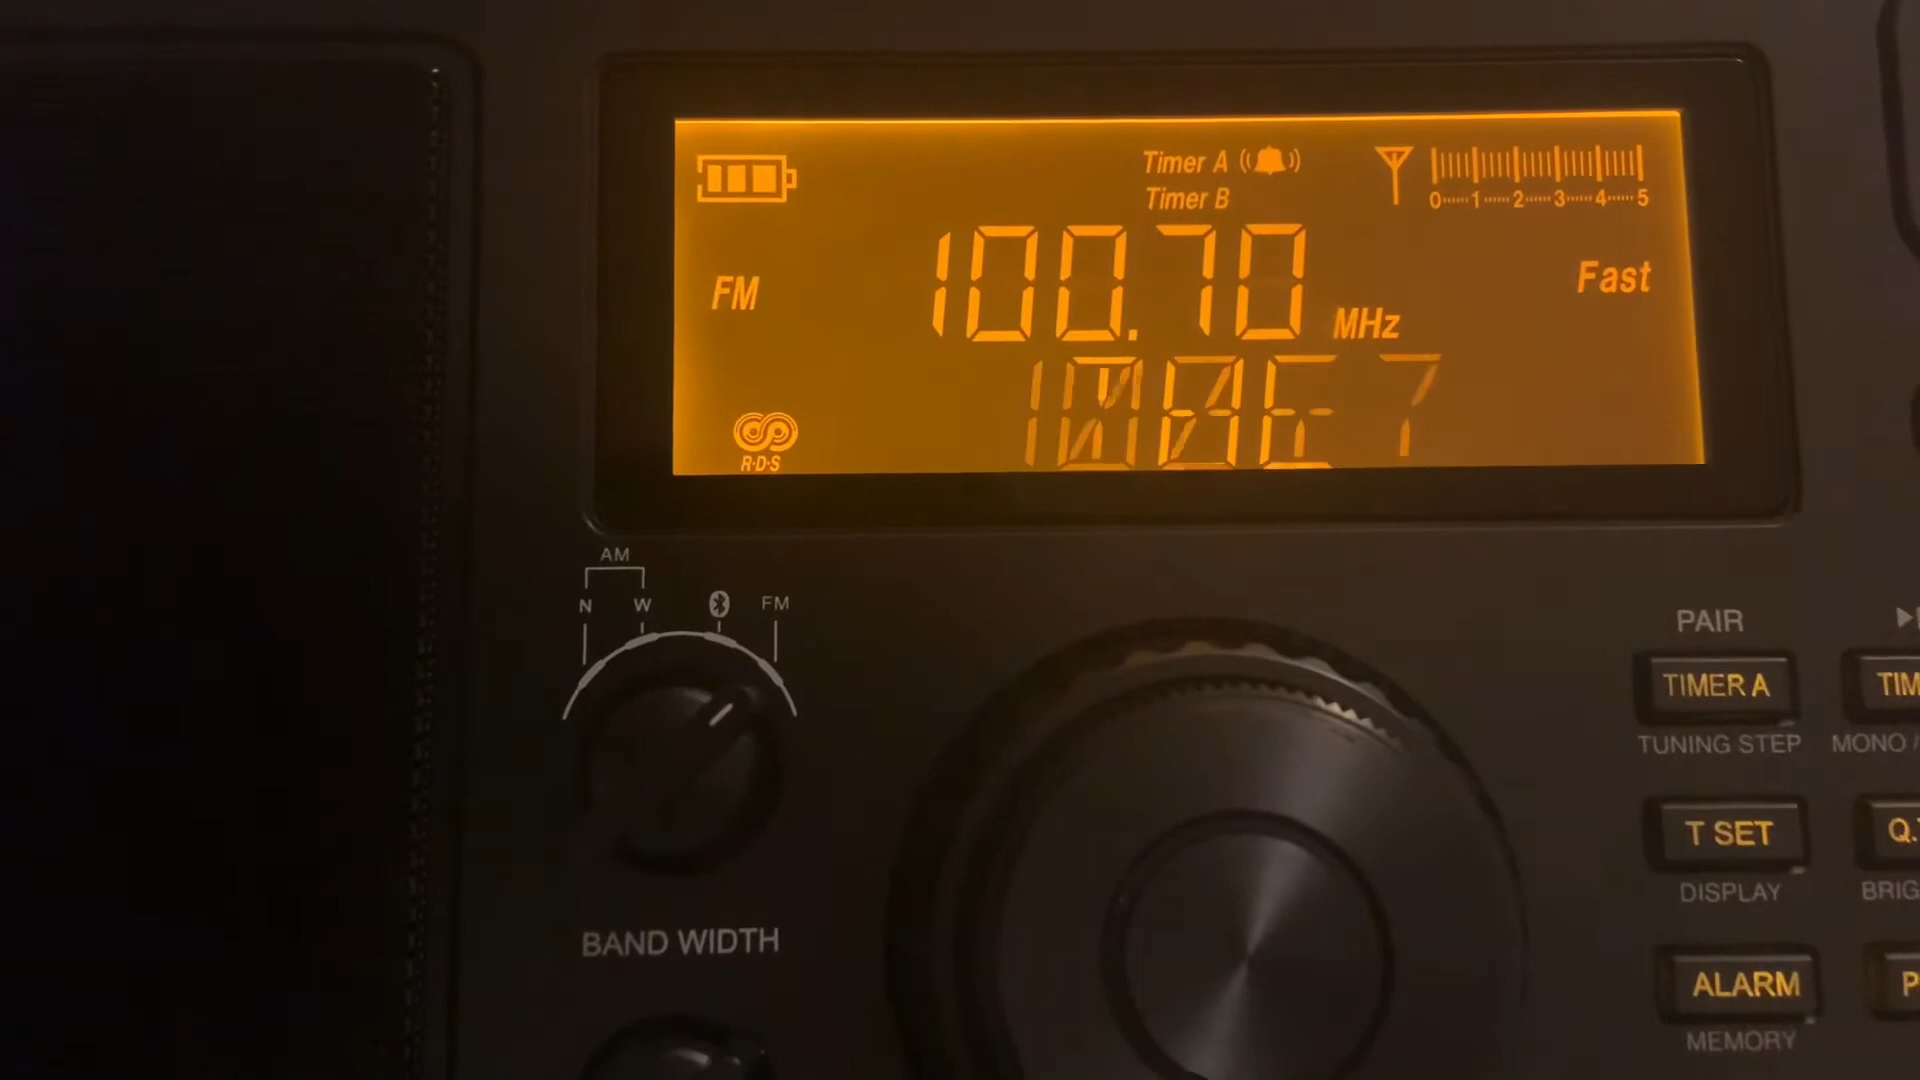 Timer A
Timer B
0 1 2 3 4 5
FM 100.70 MHz Fast
R·D·S
AM
N W FM
PAIR
TIMER A TIM
TUNING STEP MONO /
T SET Q.
DISPLAY BRIG
BAND WIDTH
ALARM P
MEMORY